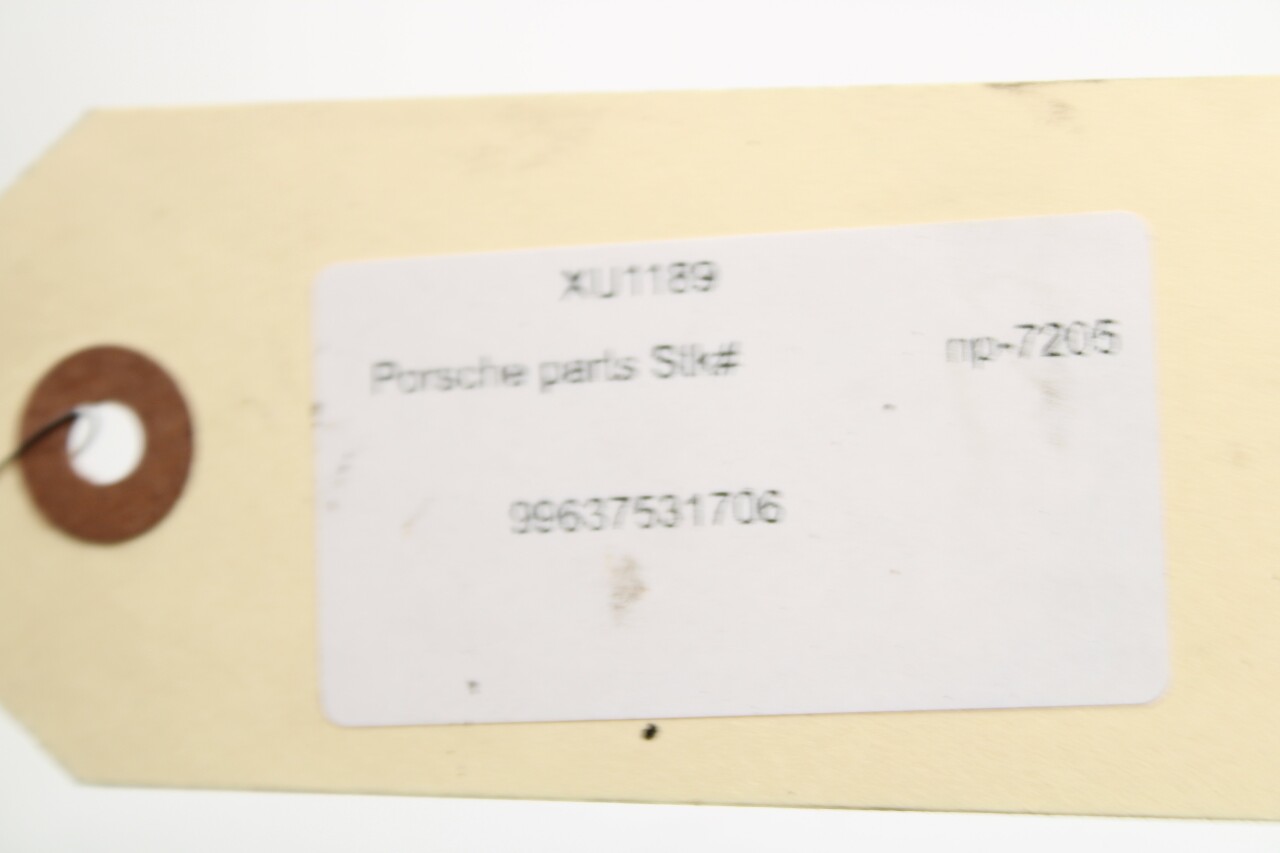 XU1189
Porsche parts Stk# np-7205
99637531706